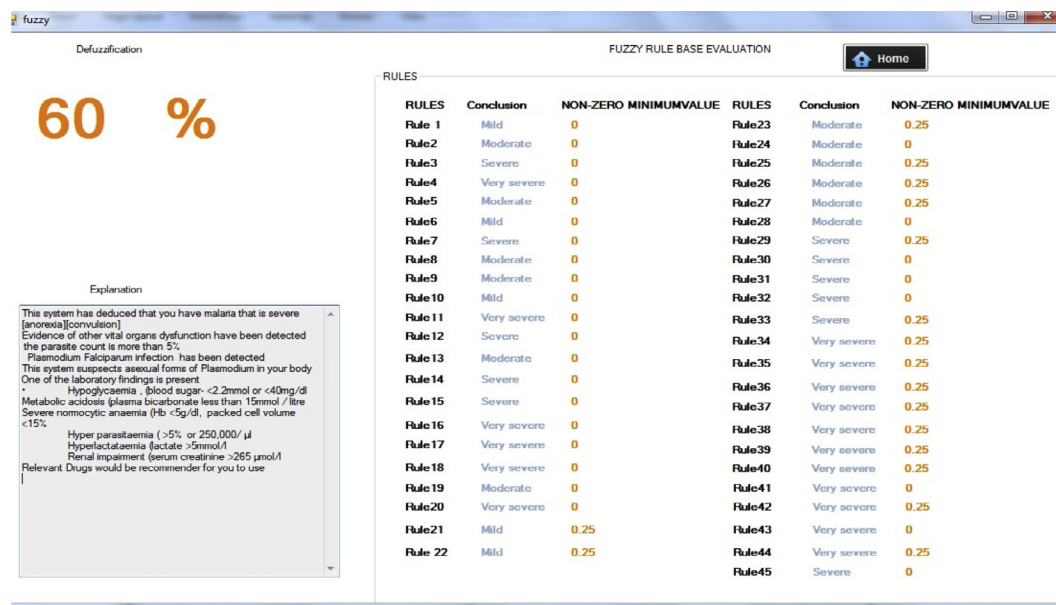 fuzzy
Defuzzification
60 %
Explanation
This system has deduced that you have malaria that is severe
[anorexia][convulsion]
Evidence of other vital organs dysfunction have been detected
the parasite count is more than 5%
Plasmodium Falciparum infection has been detected
This system suspsects asexual forms of Plasmodium in your body
One of the laboratory findings is present
• Hypoglycaemia , (blood sugar- <2.2mmol or <40mg/dl
Metabolic acidosis (plasma bicarbonate less than 15mmol / litre
Severe normocytic anaemia (Hb <5g/dl, packed cell volume
<15%
Hyper parasitaemia ( >5% or 250,000/ µl
Hyperlactataemia (lactate >5mmol/l
Renal impairment (serum creatinine >265 µmol/l
Relevant Drugs would be recommender for you to use
FUZZY RULE BASE EVALUATION
Home
RULES
RULES Conclusion NON-ZERO MINIMUMVALUE RULES Conclusion NON-ZERO MINIMUMVALUE
Rule 1 Mild 0 Rule23 Moderate 0.25
Rule2 Moderate 0 Rule24 Moderate 0
Rule3 Severe 0 Rule25 Moderate 0.25
Rule4 Very severe 0 Rule26 Moderate 0.25
Rule5 Moderate 0 Rule27 Moderate 0.25
Rule6 Mild 0 Rule28 Moderate 0
Rule7 Severe 0 Rule29 Severe 0.25
Rule8 Moderate 0 Rule30 Severe 0
Rule9 Moderate 0 Rule31 Severe 0
Rule10 Mild 0 Rule32 Severe 0
Rule11 Very severe 0 Rule33 Severe 0.25
Rule12 Severe 0 Rule34 Very severe 0.25
Rule13 Moderate 0 Rule35 Very severe 0.25
Rule14 Severe 0 Rule36 Very severe 0.25
Rule15 Severe 0 Rule37 Very severe 0.25
Rule16 Very severe 0 Rule38 Very severe 0.25
Rule17 Very severe 0 Rule39 Very severe 0.25
Rule18 Very severe 0 Rule40 Very severe 0.25
Rule19 Moderate 0 Rule41 Very severe 0
Rule20 Very severe 0 Rule42 Very severe 0.25
Rule21 Mild 0.25 Rule43 Very severe 0
Rule 22 Mild 0.25 Rule44 Very severe 0.25
Rule45 Severe 0